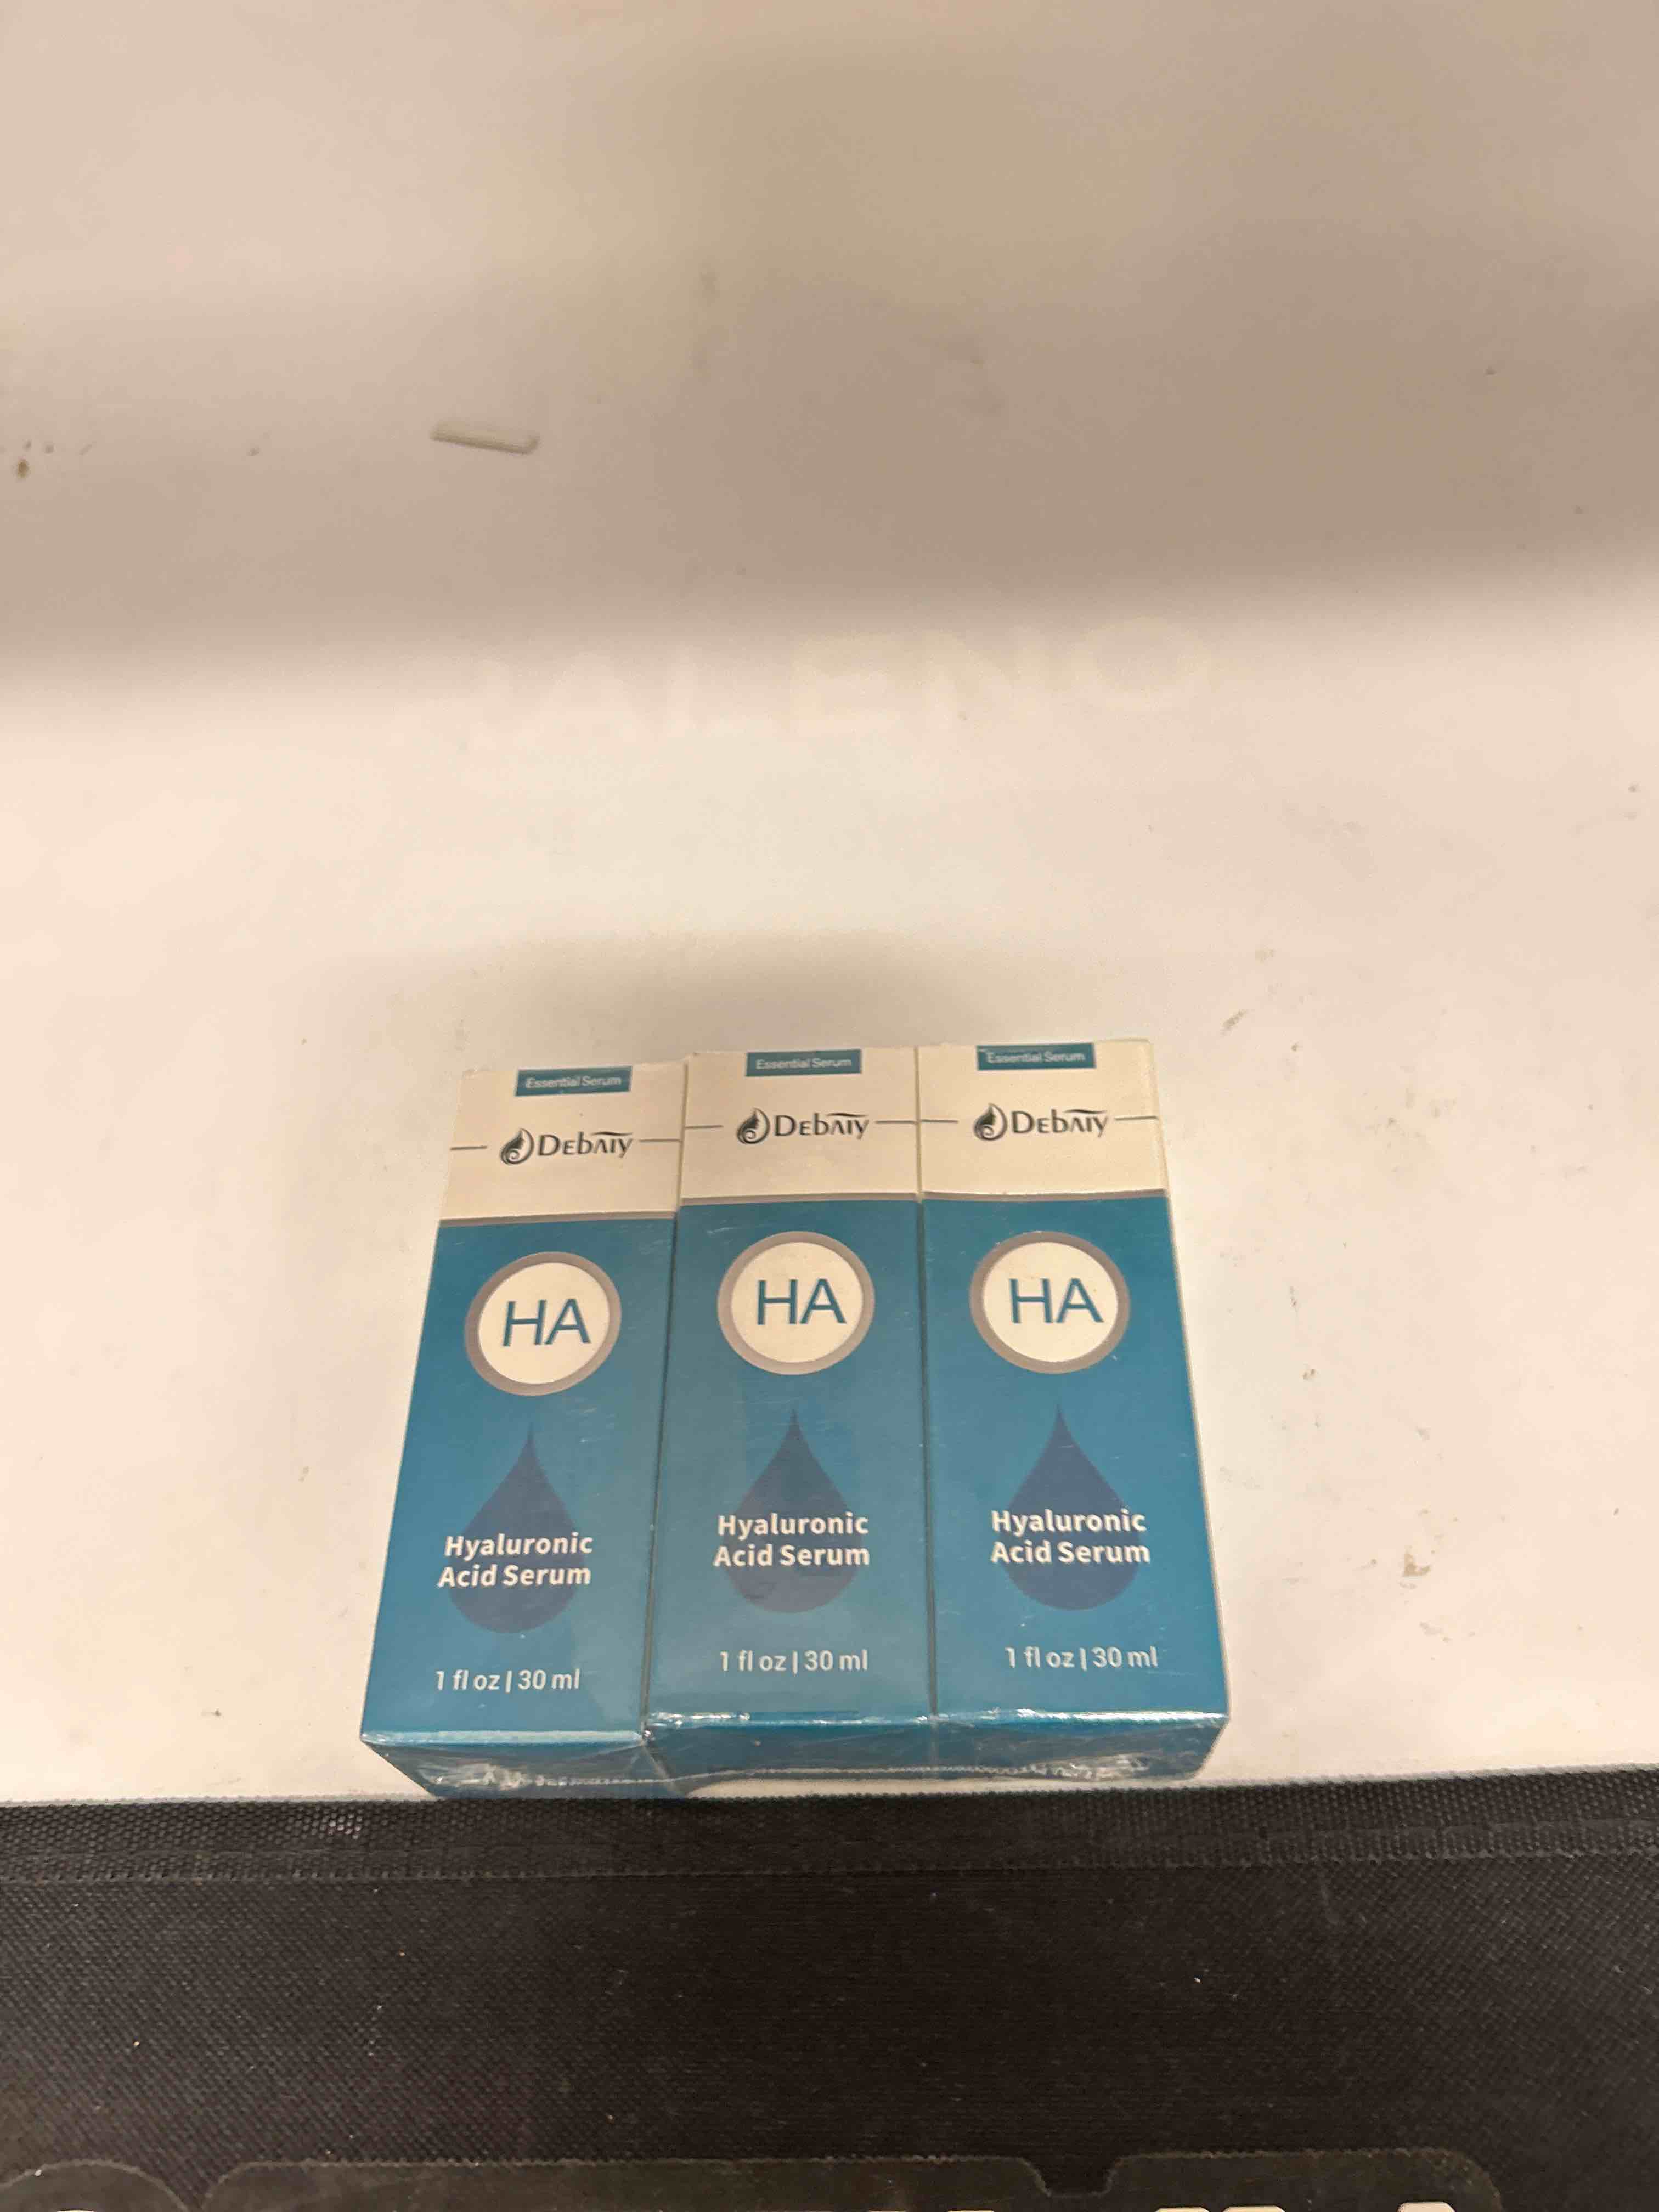 Essential Serum
DEbAIY
HA
Hyaluronic
Acid Serum
1 fl oz | 30 ml
Essential Serum
DEbAIY
HA
Hyaluronic
Acid Serum
1 fl oz | 30 ml
Essential Serum
DEbAIY
HA
Hyaluronic
Acid Serum
1 fl oz | 30 ml